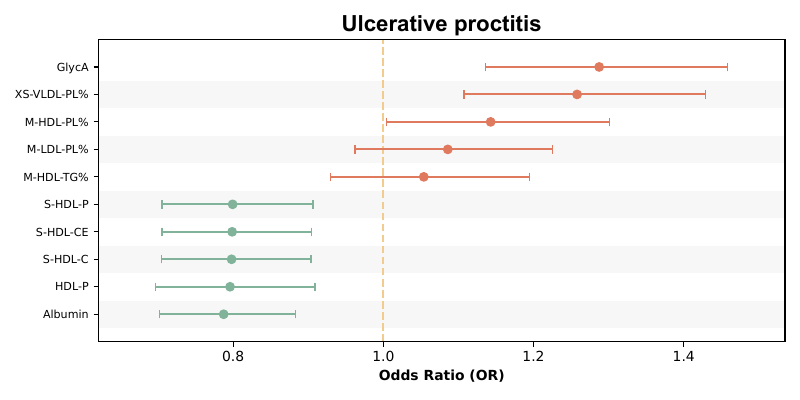 Ulcerative proctitis
GlycA
XS-VLDL-PL%
M-HDL-PL%
M-LDL-PL%
M-HDL-TG%
S-HDL-P
S-HDL-CE
S-HDL-C
HDL-P
Albumin
0.8 1.0 1.2 1.4
Odds Ratio (OR)